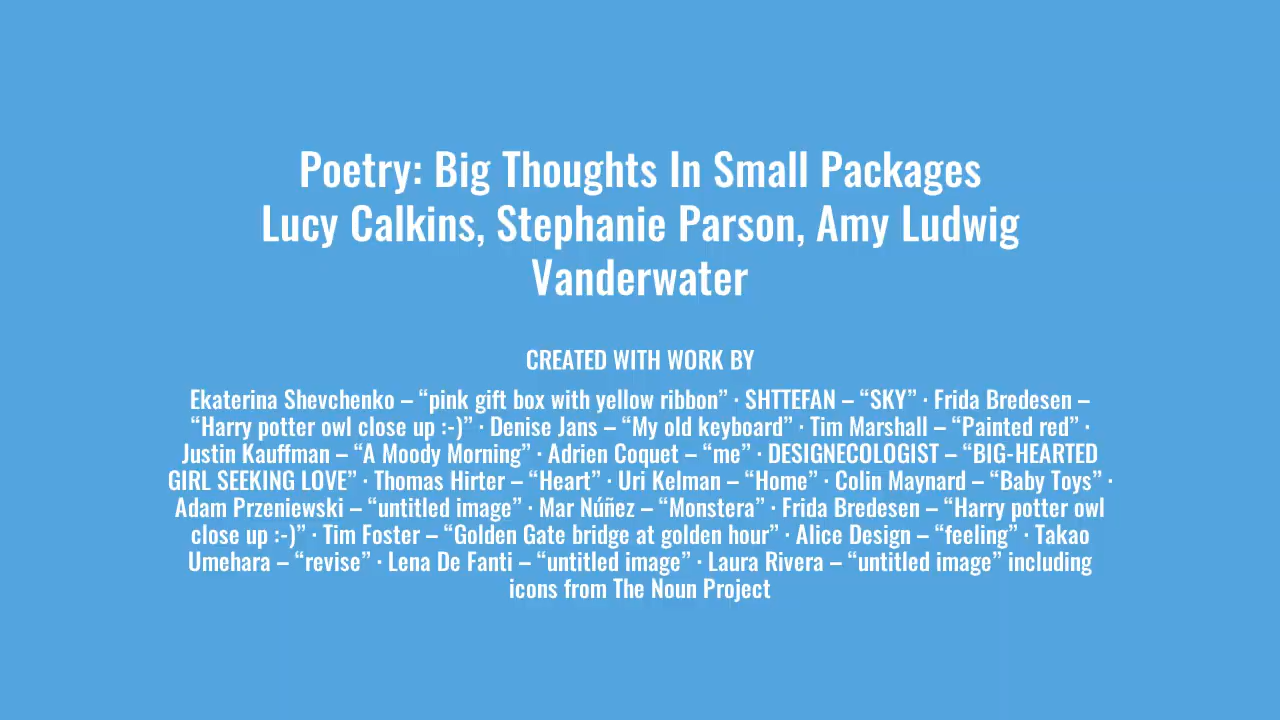 Poetry: Big Thoughts In Small Packages
Lucy Calkins, Stephanie Parson, Amy Ludwig
Vanderwater
CREATED WITH WORK BY
Ekaterina Shevchenko – “pink gift box with yellow ribbon” · SHTTEFAN – “SKY” · Frida Bredesen –
“Harry potter owl close up :-)” · Denise Jans – “My old keyboard” · Tim Marshall – “Painted red” ·
Justin Kauffman – “A Moody Morning” · Adrien Coquet – “me” · DESIGNECOLOGIST – “BIG-HEARTED
GIRL SEEKING LOVE” · Thomas Hirter – “Heart” · Uri Kelman – “Home” · Colin Maynard – “Baby Toys” ·
Adam Przeniewski – “untitled image” · Mar Núñez – “Monstera” · Frida Bredesen – “Harry potter owl
close up :-)” · Tim Foster – “Golden Gate bridge at golden hour” · Alice Design – “feeling” · Takao
Umehara – “revise” · Lena De Fanti – “untitled image” · Laura Rivera – “untitled image” including
icons from The Noun Project